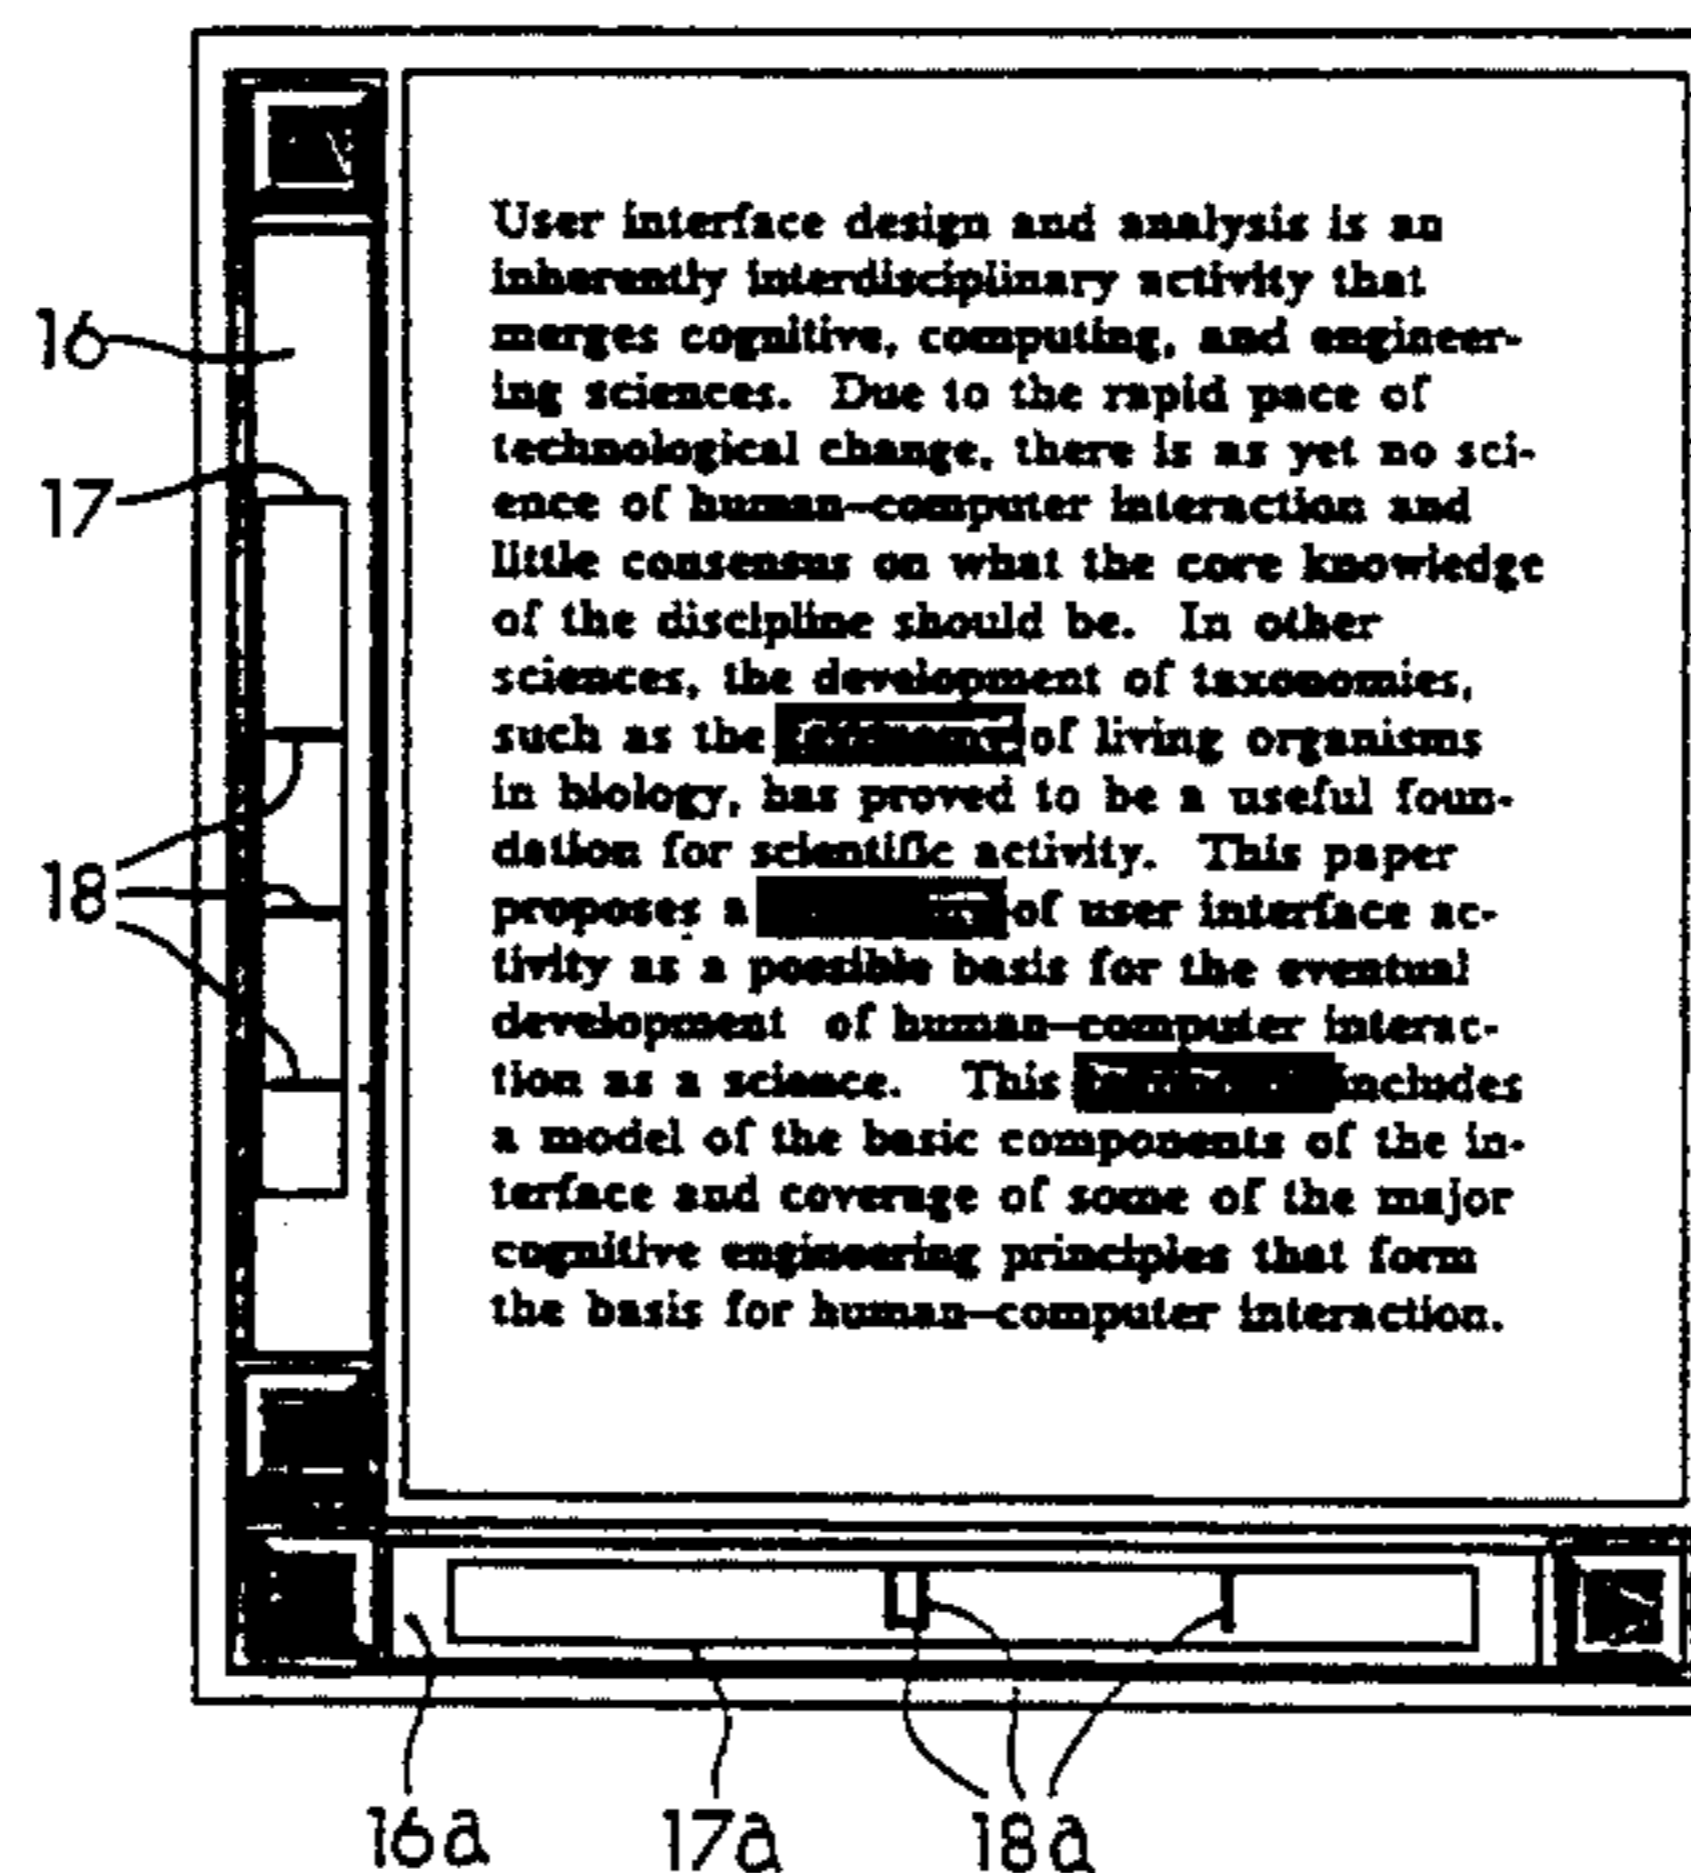 User interface design and analysis is an
inherently interdisciplinary activity that
merges cognitive, computing, and engineer-
ing sciences. Due to the rapid pace of
technological change, there is as yet no sci-
ence of human-computer interaction and
little consensus on what the core knowledge
of the discipline should be. In other
sciences, the development of taxonomies,
such as the of living organisms
in biology, has proved to be a useful foun-
dation for scientific activity. This paper
proposes a of user interface ac-
tivity as a possible basis for the eventual
development of human-computer interac-
tion as a science. This includes
a model of the basic components of the in-
terface and coverage of some of the major
cognitive engineering principles that form
the basis for human-computer interaction.
16
17
18
16a
17a
18a